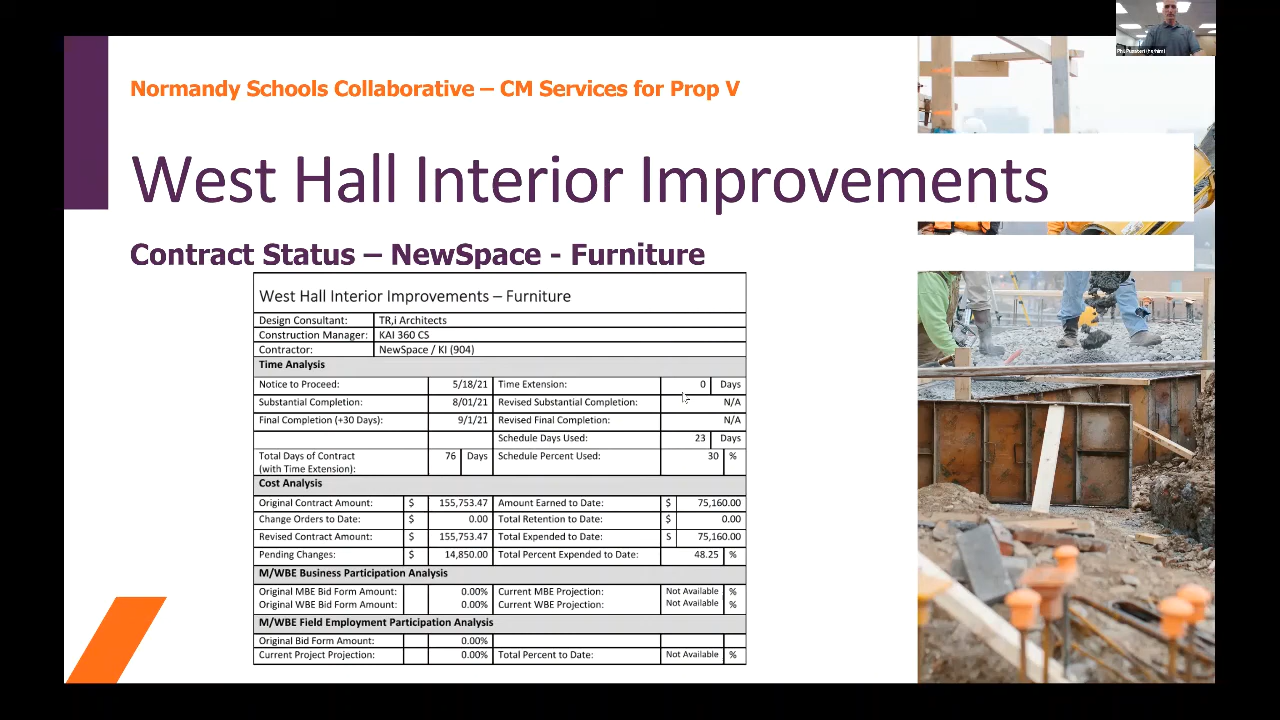 Normandy Schools Collaborative – CM Services for Prop V
West Hall Interior Improvements
Contract Status – NewSpace - Furniture
West Hall Interior Improvements – Furniture
Design Consultant: TR,i Architects
Construction Manager: KAI 360 CS
Contractor: NewSpace / KI (904)
Time Analysis
Notice to Proceed: 5/18/21 Time Extension: 0 Days
Substantial Completion: 8/01/21 Revised Substantial Completion: N/A
Final Completion (+30 Days): 9/1/21 Revised Final Completion: N/A
Schedule Days Used: 23 Days
Total Days of Contract 76 Days Schedule Percent Used: 30 %
(with Time Extension):
Cost Analysis
Original Contract Amount: $ 155,753.47 Amount Earned to Date: $ 75,160.00
Change Orders to Date: $ 0.00 Total Retention to Date: $ 0.00
Revised Contract Amount: $ 155,753.47 Total Expended to Date: $ 75,160.00
Pending Changes: $ 14,850.00 Total Percent Expended to Date: 48.25 %
M/WBE Business Participation Analysis
Original MBE Bid Form Amount: 0.00% Current MBE Projection: Not Available %
Original WBE Bid Form Amount: 0.00% Current WBE Projection: Not Available %
M/WBE Field Employment Participation Analysis
Original Bid Form Amount: 0.00%
Current Project Projection: 0.00% Total Percent to Date: Not Available %